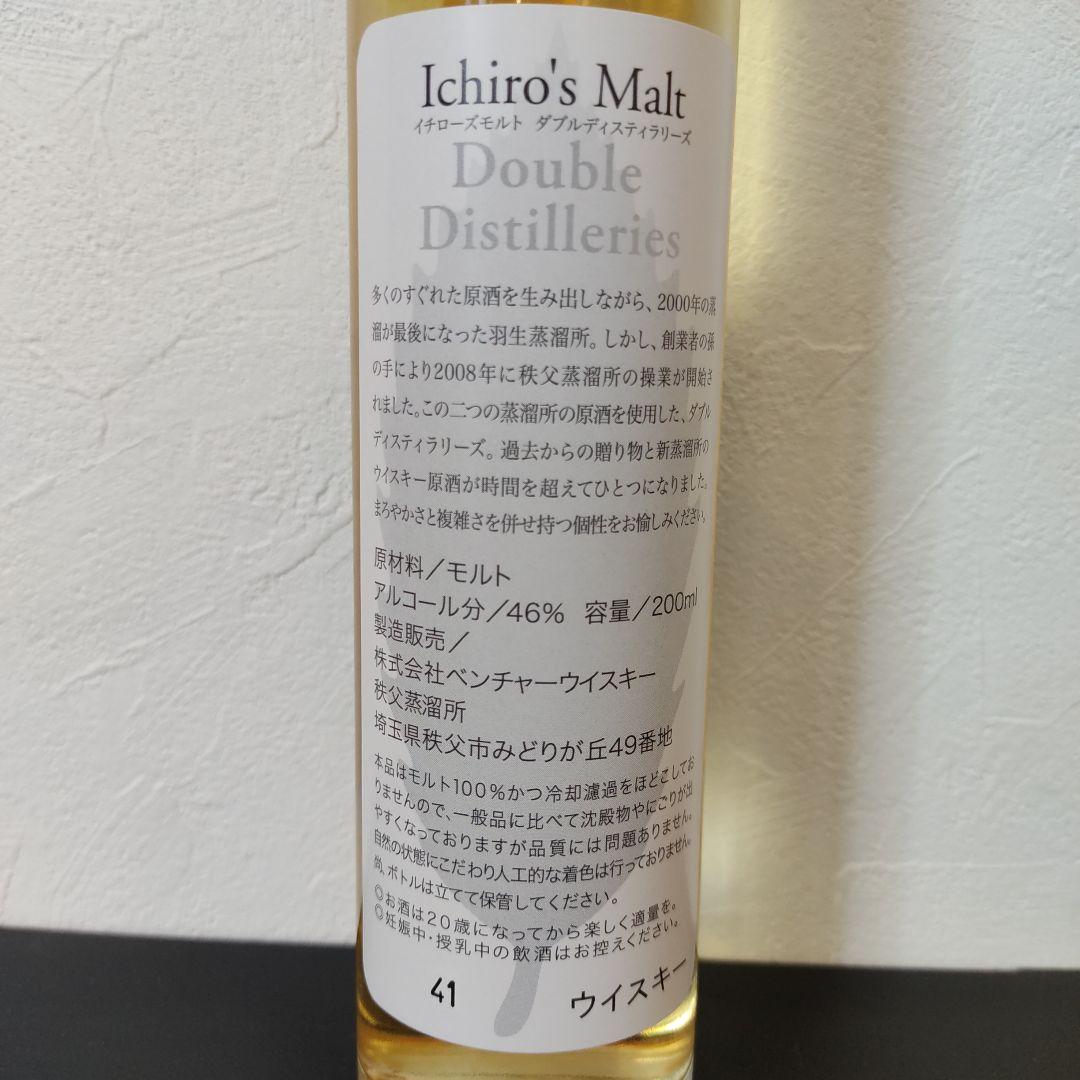 Ichiro's Malt
イチローズモルト ダブルディスティラリーズ
Double
Distilleries
多くのすぐれた原酒を生み出しながら、2000年の蒸
溜が最後になった羽生蒸溜所。しかし、創業者の孫
の手により2008年に秩父蒸溜所の操業が開始さ
れました。この二つの蒸溜所の原酒を使用した、ダブル
ディスティラリーズ。過去からの贈り物と新蒸溜所の
ウイスキー原酒が時間を超えてひとつになりました。
まろやかさと複雑さを併せ持つ個性をお愉しみください。
原材料/モルト
アルコール分/46% 容量/200ml
製造販売/
株式会社ベンチャーウイスキー
秩父蒸溜所
埼玉県秩父市みどりが丘49番地
本品はモルト100%かつ冷却濾過をほどこしてお
りませんので、一般品に比べて沈殿物やにごりが出
やすくなっておりますが品質には問題ありません。
自然の状態にこだわり人工的な着色は行っておりません。
尚、ボトルは立てて保管してください。
◎お酒は20歳になってから楽しく適量を。
◎妊娠中・授乳中の飲酒はお控えください。
41 ウイスキー